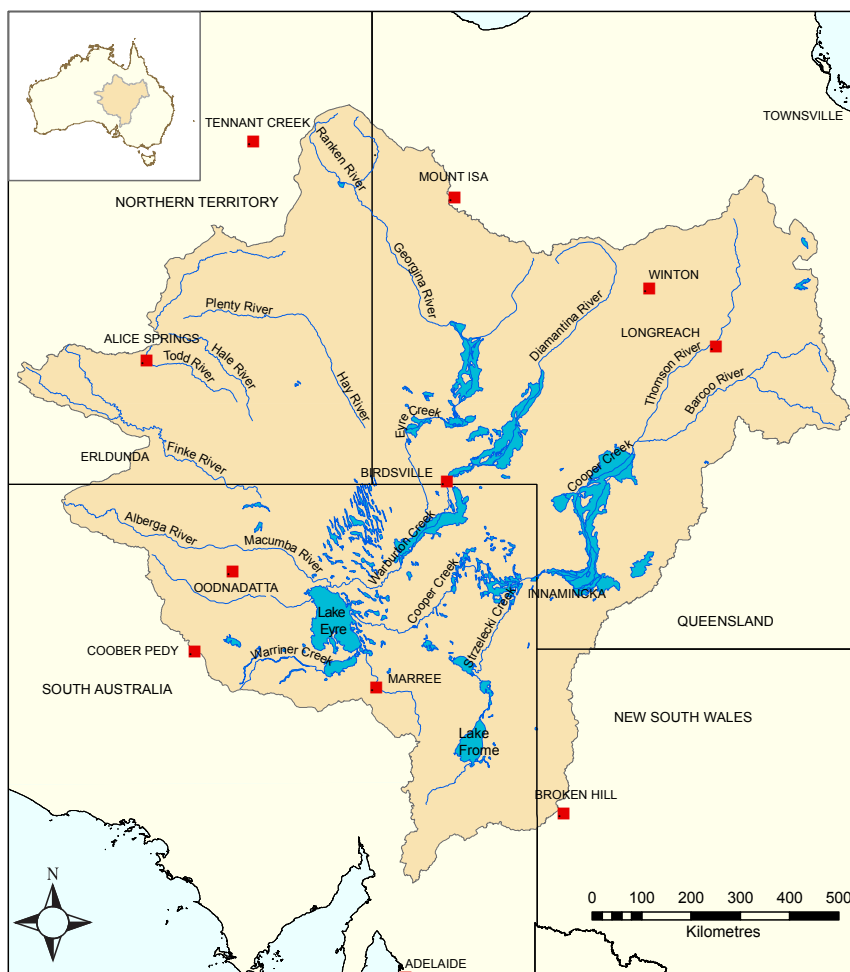 TOWNSVILLE
TENNANT CREEK
Ranken River
MOUNT ISA
NORTHERN TERRITORY
Georgina River
WINTON
Plenty River
Diamantina River
LONGREACH
ALICE SPRINGS
Hale River
Todd River
Thomson River
Barcoo River
Hay River
Eyre Creek
ERLDUNDA
Finke River
BIRDSVILLE
Cooper Creek
Alberga River
Macumba River
Warburton Creek
OODNADATTA
Cooper Creek
INNAMINCKA
Lake
Eyre
Strzelecki Creek
QUEENSLAND
COOBER PEDY
Warriner Creek
MARREE
SOUTH AUSTRALIA
NEW SOUTH WALES
Lake
Frome
BROKEN HILL
N
0 100 200 300 400 500
Kilometres
ADELAIDE